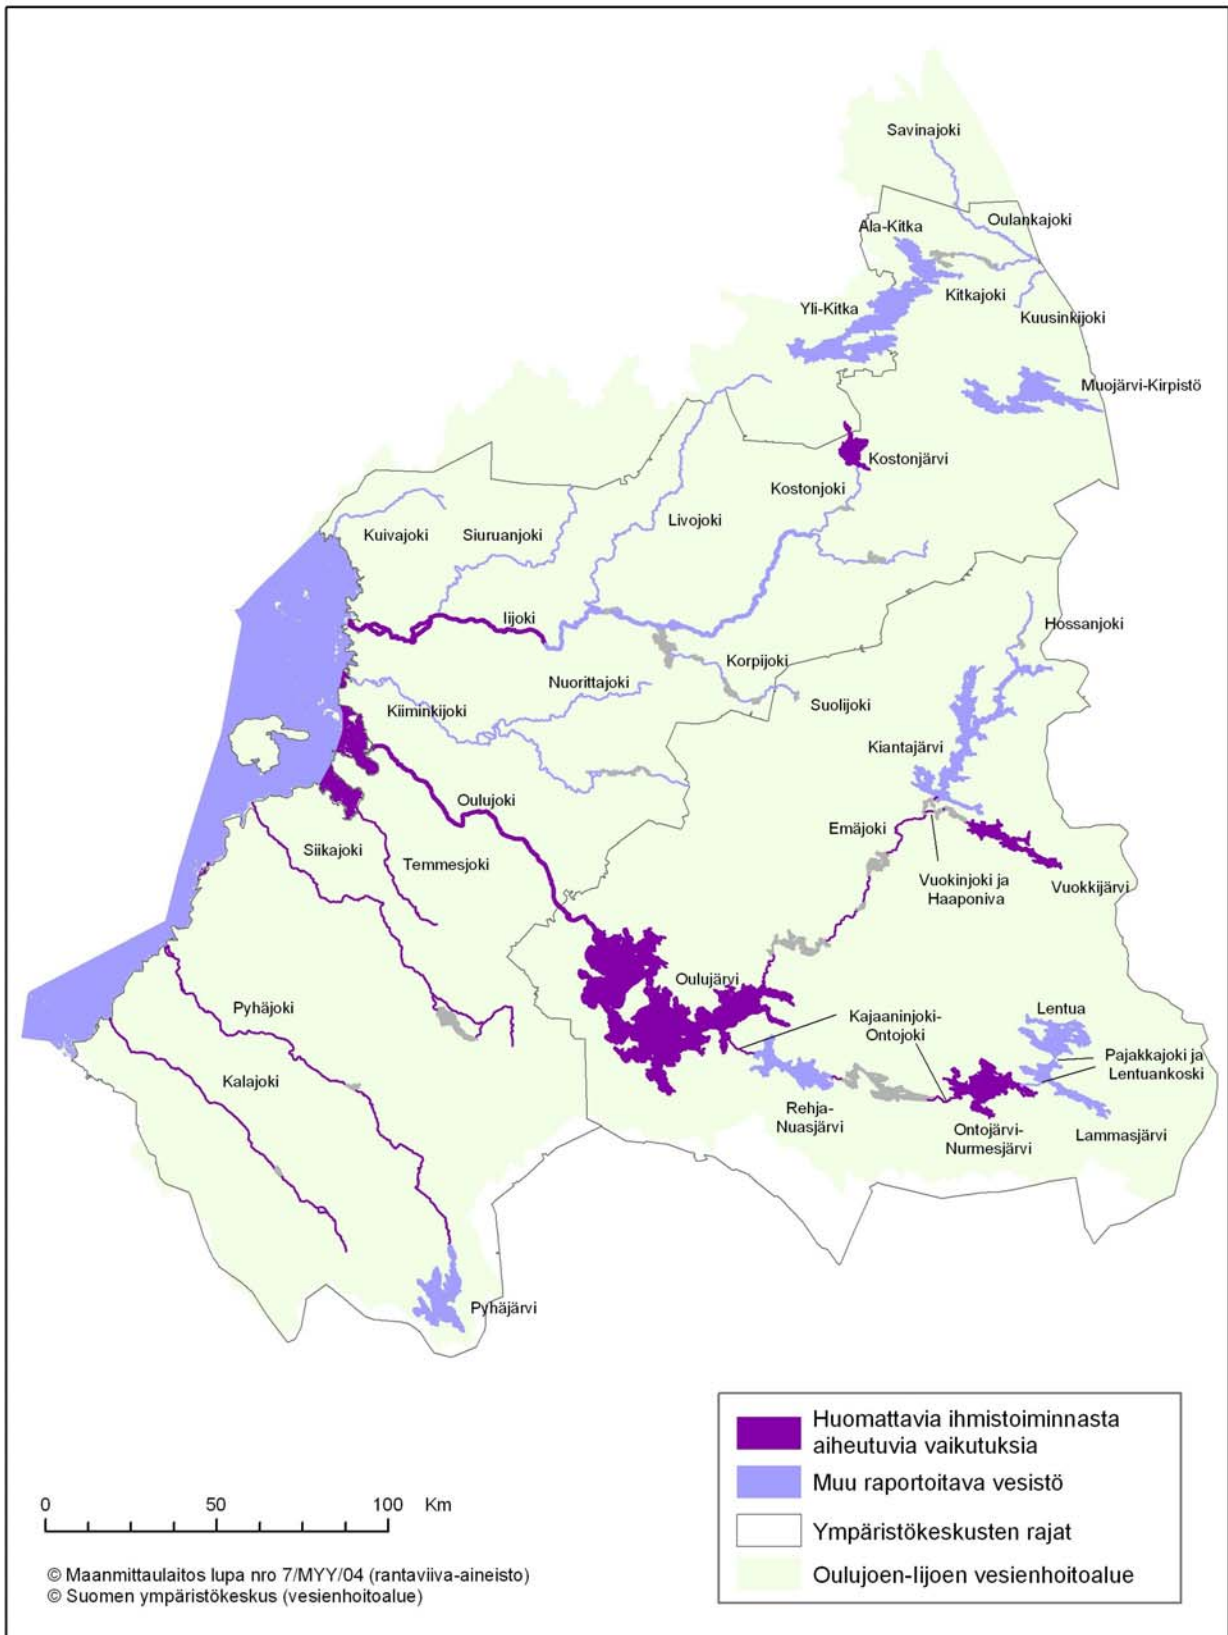 Savinajoki
Oulankajoki
Ala-Kitka
Kitkajoki
Yli-Kitka
Kuusinkijoki
Muojärvi-Kirpistö
Kostonjärvi
Kostonjoki
Livojoki
Kuivajoki
Siuruanjoki
Iijoki
Hossanjoki
Korpijoki
Nuorittajoki
Suolijoki
Kiiminkijoki
Kiantajärvi
Oulujoki
Emäjoki
Siikajoki
Temmesjoki
Vuokinjoki ja
Haaponiva
Vuokkijärvi
Oulujärvi
Pyhäjoki
Kajaaninjoki-
Ontojoki
Lentua
Pajakkajoki ja
Lentuankoski
Kalajoki
Rehja-
Nuasjärvi
Ontojärvi-
Nurmesjärvi
Lammasjärvi
Pyhäjärvi
Huomattavia ihmistoiminnasta
aiheutuvia vaikutuksia
Muu raportoitava vesistö
Ympäristökeskusten rajat
Oulujoen-Iijoen vesienhoitoalue
0 50 100 Km
© Maanmittaulaitos lupa nro 7/MYY/04 (rantaviiva-aineisto)
© Suomen ympäristökeskus (vesienhoitoalue)